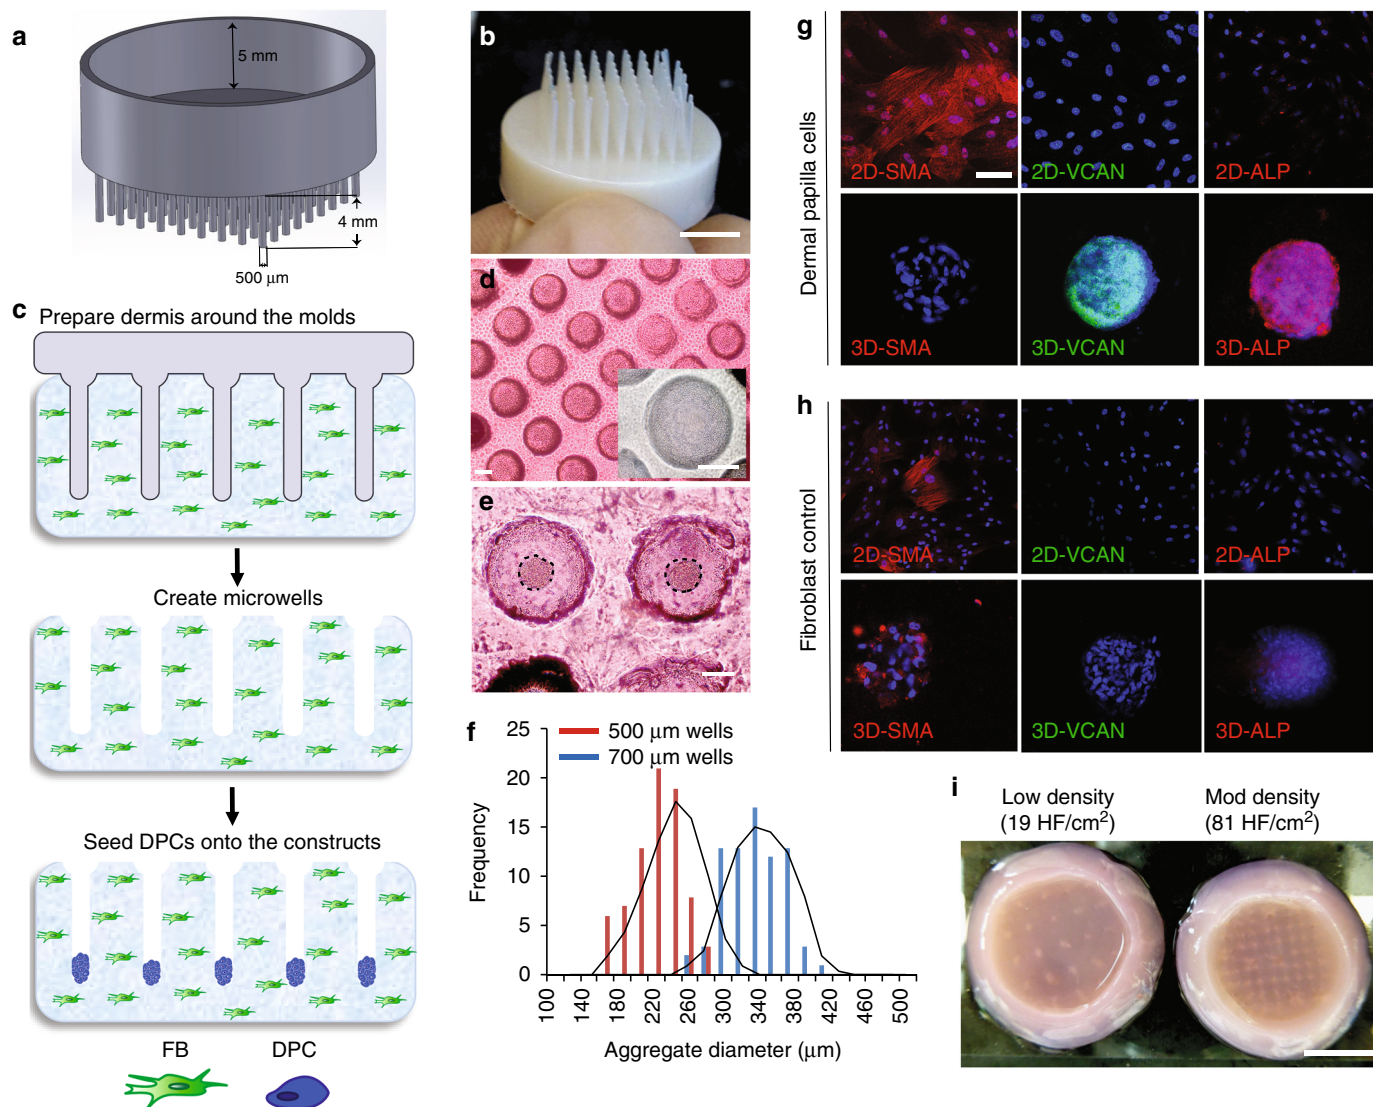 a
5 mm
4 mm
500 μm
b
c
Prepare dermis around the molds
Create microwells
Seed DPCs onto the constructs
FB
DPC
d
e
f
25
20
15
10
5
0
Frequency
500 μm wells
700 μm wells
100
140
180
220
260
300
340
380
420
460
500
Aggregate diameter (μm)
g
Dermal papilla cells
2D-SMA
2D-VCAN
2D-ALP
3D-SMA
3D-VCAN
3D-ALP
h
Fibroblast control
2D-SMA
2D-VCAN
2D-ALP
3D-SMA
3D-VCAN
3D-ALP
i
Low density
(19 HF/cm²)
Mod density
(81 HF/cm²)